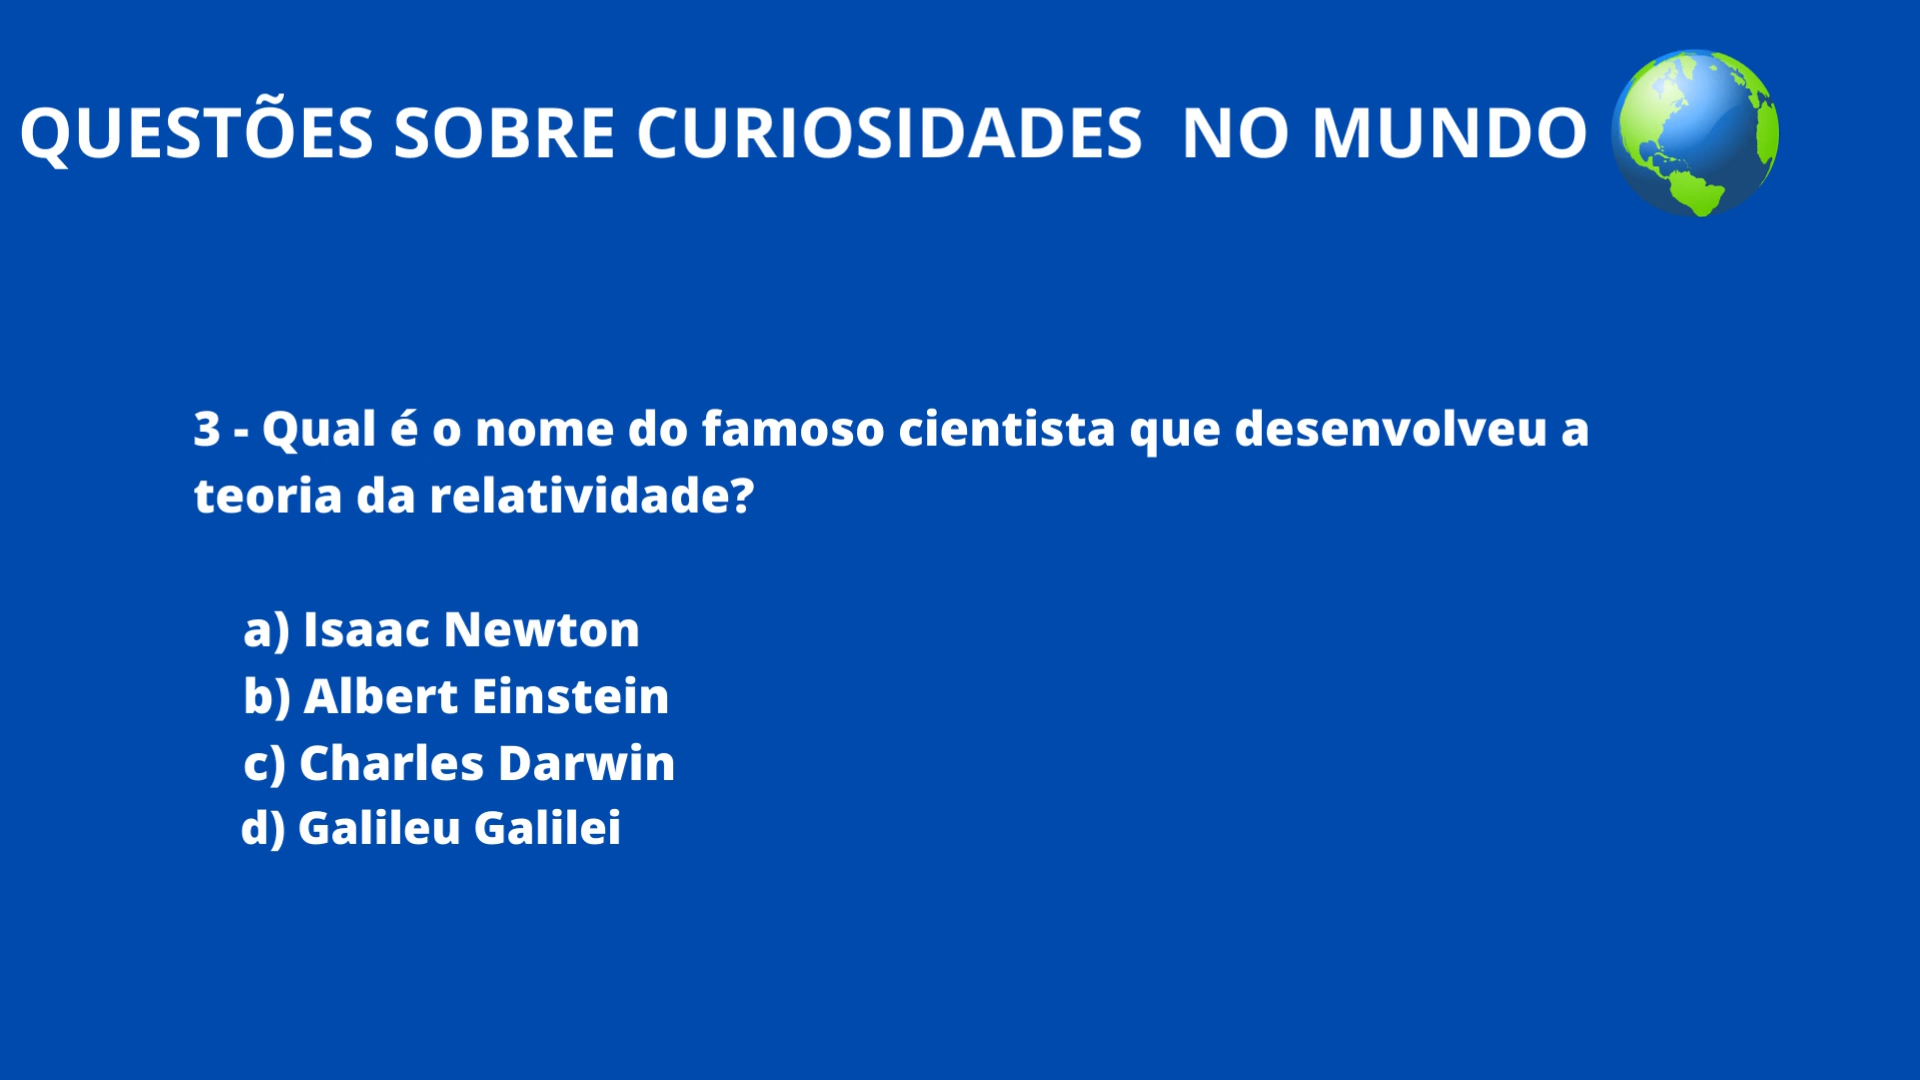 QUESTÕES SOBRE CURIOSIDADES  NO MUNDO
3 - Qual é o nome do famoso cientista que desenvolveu a
teoria da relatividade?
a) Isaac Newton
b) Albert Einstein
c) Charles Darwin
d) Galileu Galilei